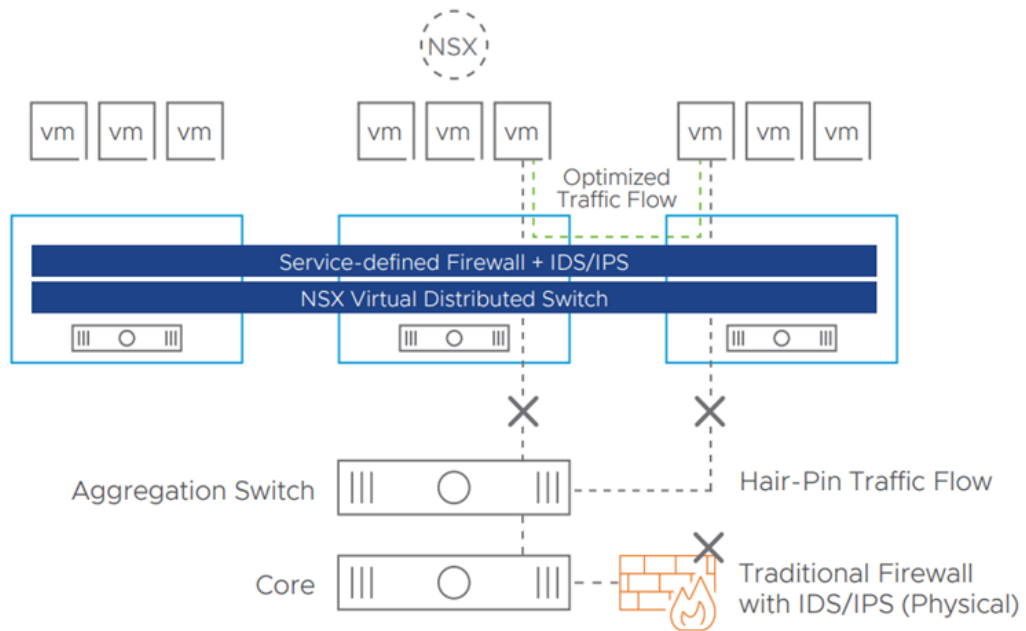 NSX
vm vm vm vm vm vm vm vm vm
Optimized
Traffic Flow
Service-defined Firewall + IDS/IPS
NSX Virtual Distributed Switch
Aggregation Switch
Hair-Pin Traffic Flow
Core
Traditional Firewall
with IDS/IPS (Physical)